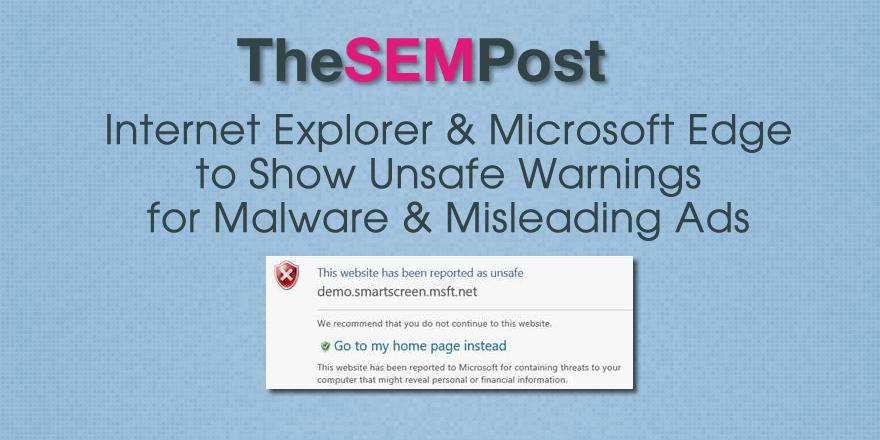 TheSEMPost
Internet Explorer & Microsoft Edge
to Show Unsafe Warnings
for Malware & Misleading Ads
This website has been reported as unsafe
demo.smartscreen.msft.net
We recommend that you do not continue to this website.
Go to my home page instead
This website has been reported to Microsoft for containing threats to your
computer that might reveal personal or financial information.